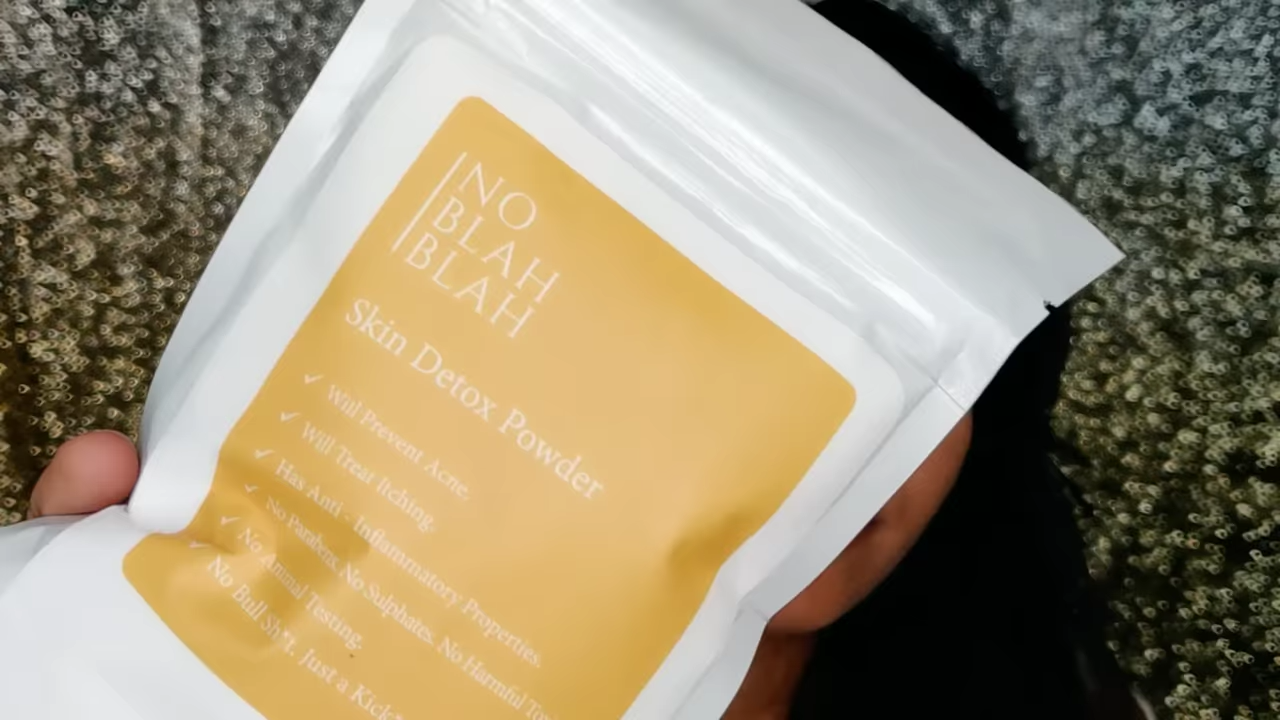 NO
BLAH
BLAH
Skin Detox Powder
✓ Will Prevent Acne.
✓ Will Treat Itching.
✓ Has Anti - Inflammatory Properties.
✓ No Parabens. No Sulphates. No Harmful
✓ No Animal Testing.
✓ No Bull Sh*t. Just a Kick